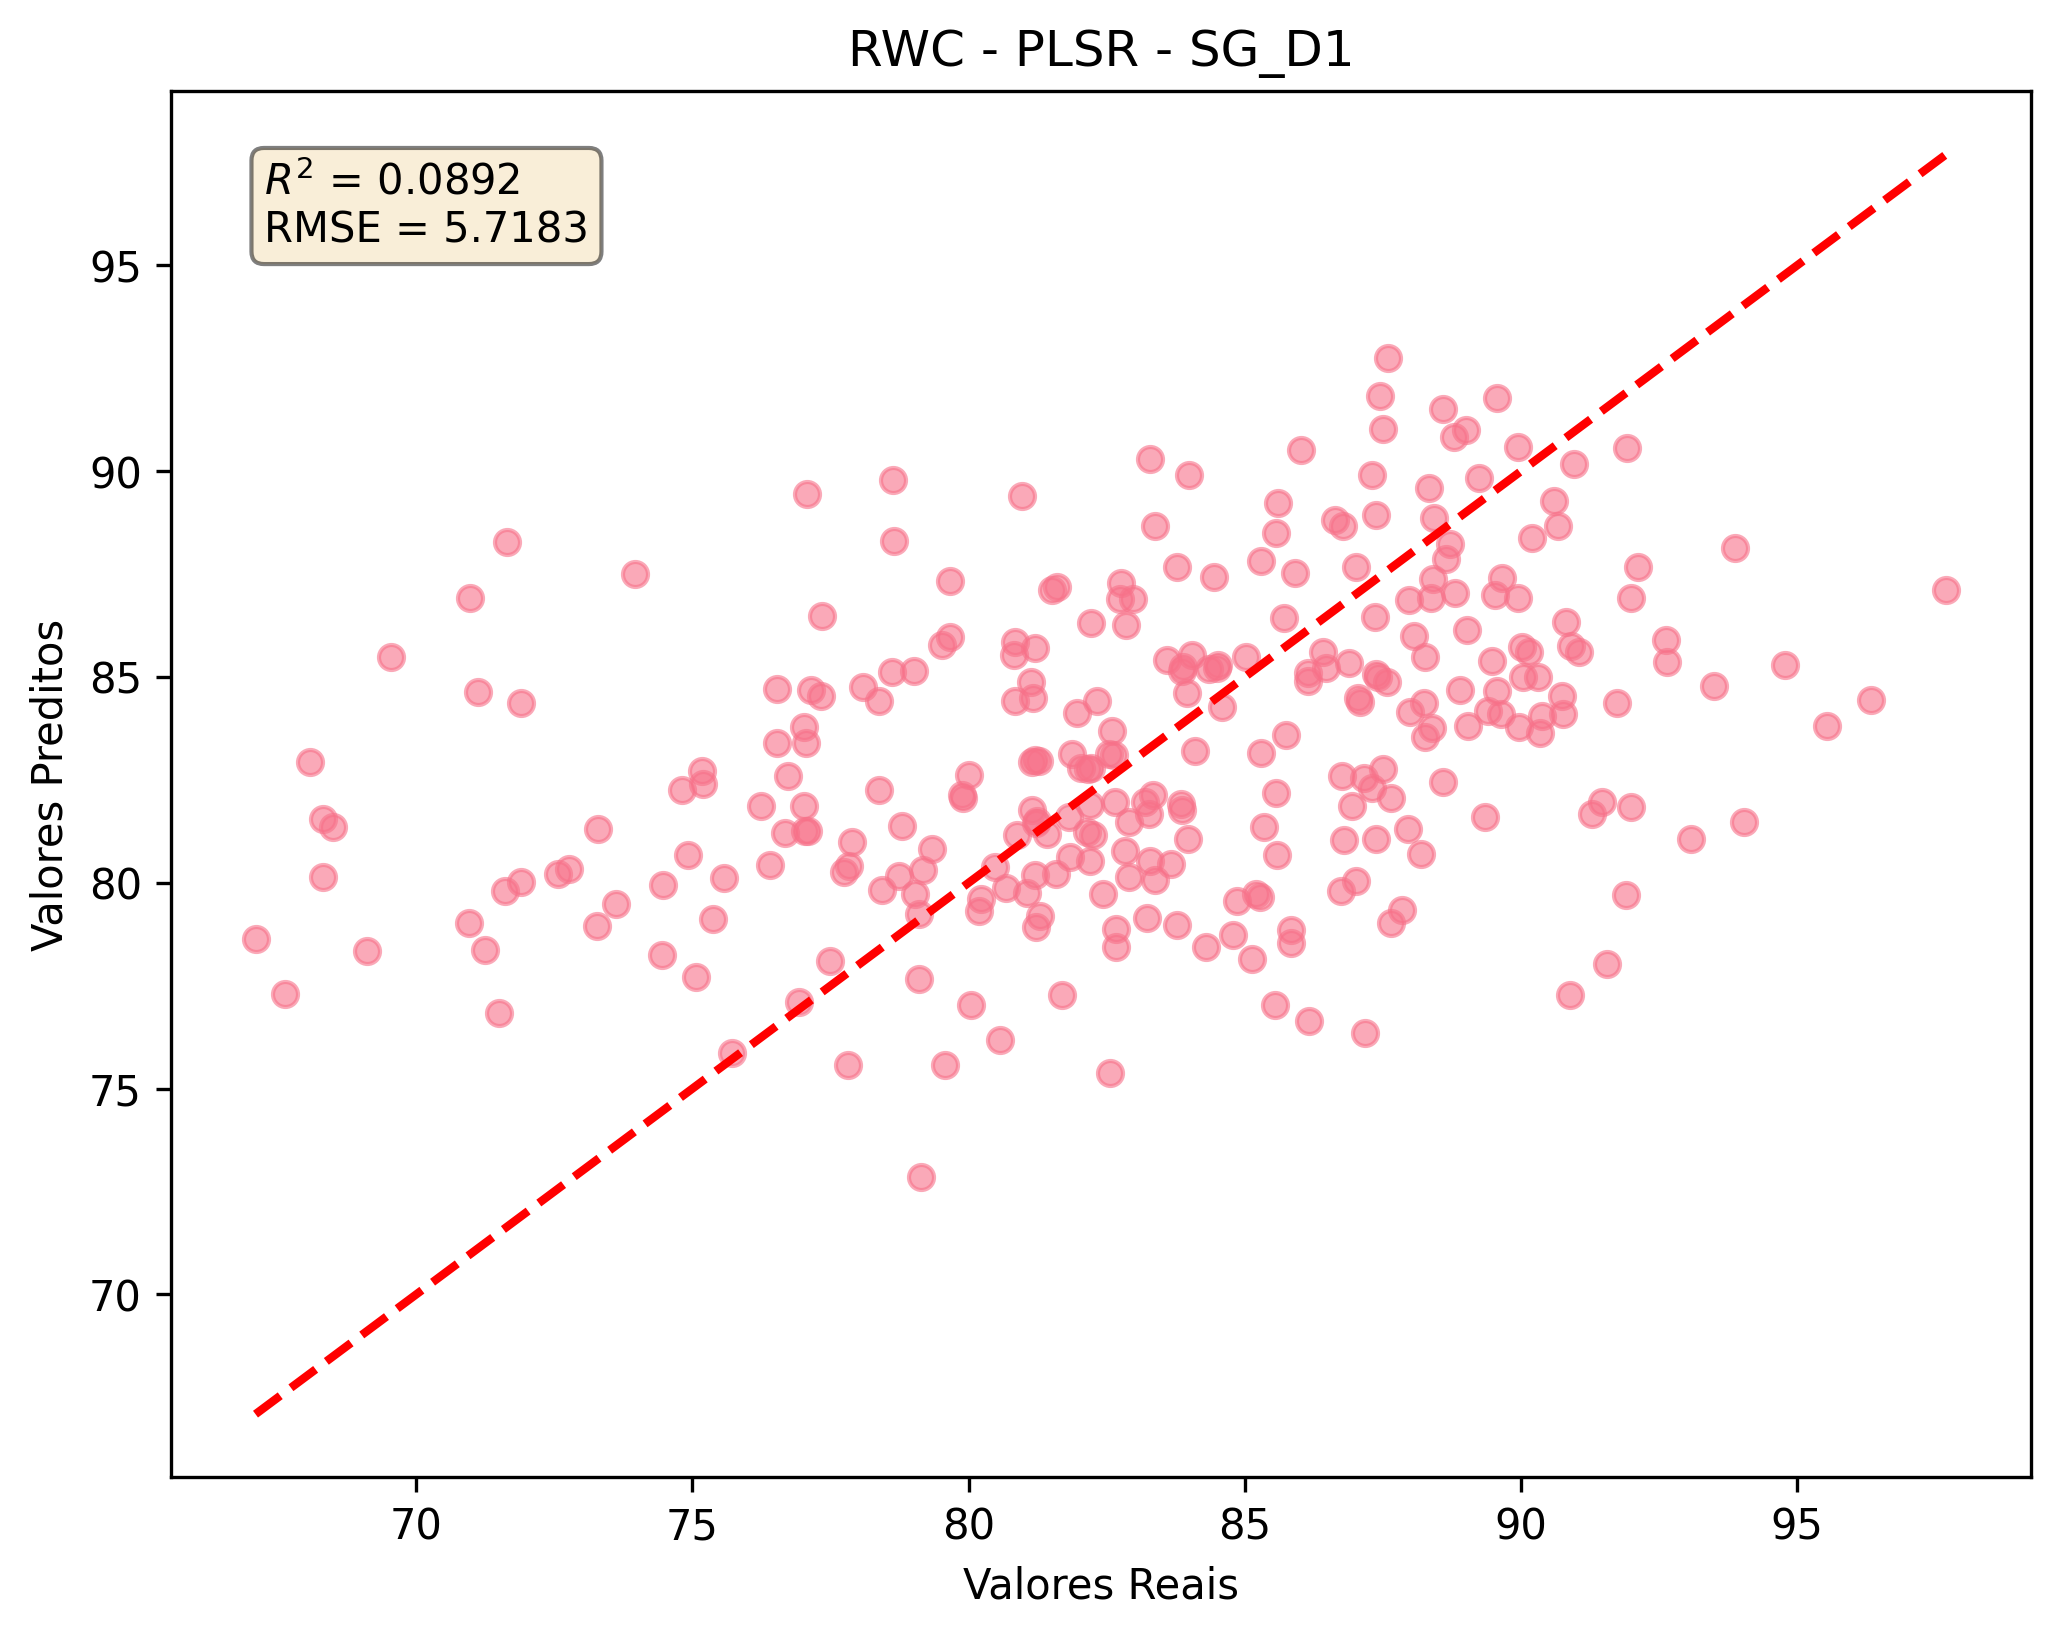 RWC - PLSR - SG_D1
R² = 0.0892
RMSE = 5.7183
Valores Preditos
95
90
85
80
75
70
70 75 80 85 90 95
Valores Reais